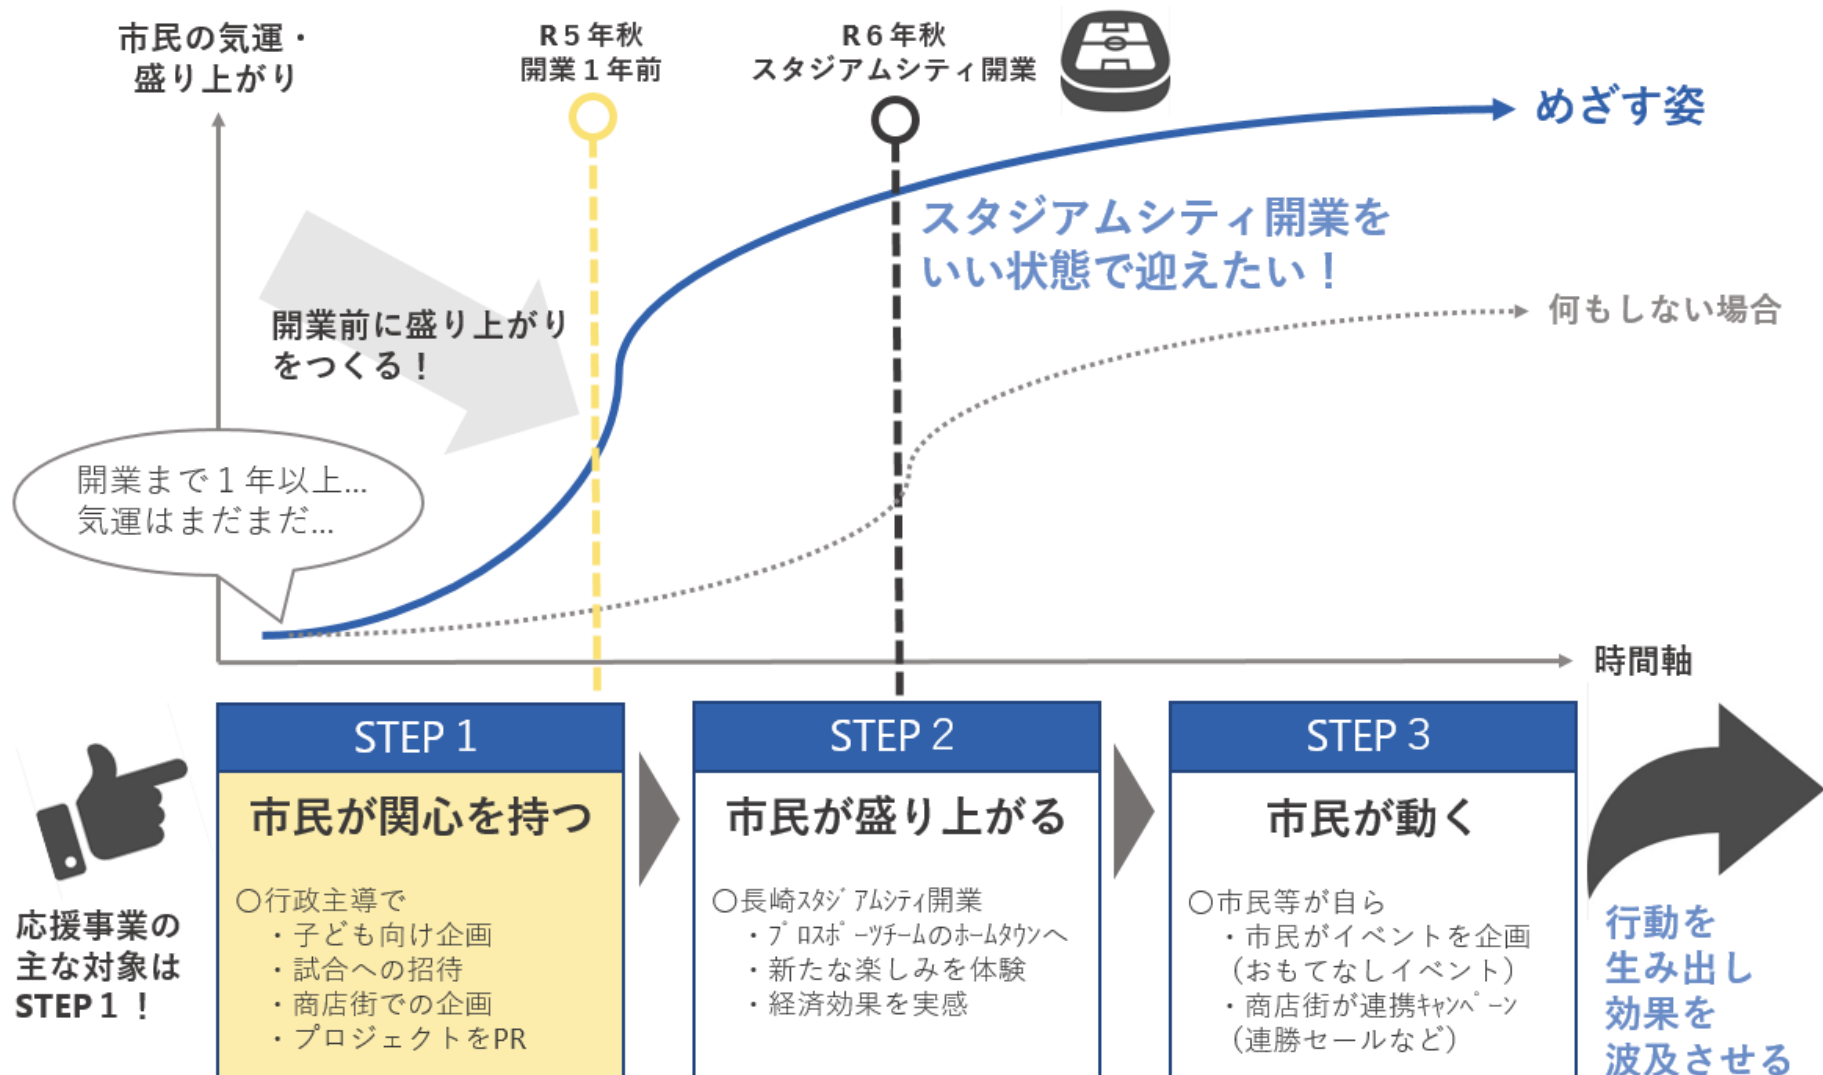 市民の気運・
盛り上がり
R５年秋
開業１年前
R６年秋
スタジアムシティ開業
めざす姿
スタジアムシティ開業を
いい状態で迎えたい！
何もしない場合
開業前に盛り上がり
をつくる！
開業まで１年以上…
気運はまだまだ…
時間軸
応援事業の
主な対象は
STEP１！
STEP１
市民が関心を持つ
〇行政主導で
・子ども向け企画
・試合への招待
・商店街での企画
・プロジェクトをPR
STEP２
市民が盛り上がる
〇長崎ｽﾀｼﾞｱﾑｼﾃｨ開業
・ﾌﾟﾛｽﾎﾟｰﾂﾁｰﾑのﾎｰﾑﾀｳﾝへ
・新たな楽しみを体験
・経済効果を実感
STEP３
市民が動く
〇市民等が自ら
・市民がイベントを企画
（おもてなしイベント）
・商店街が連携ｷｬﾝﾍﾟｰﾝ
（連勝セールなど）
行動を
生み出し
効果を
波及させる